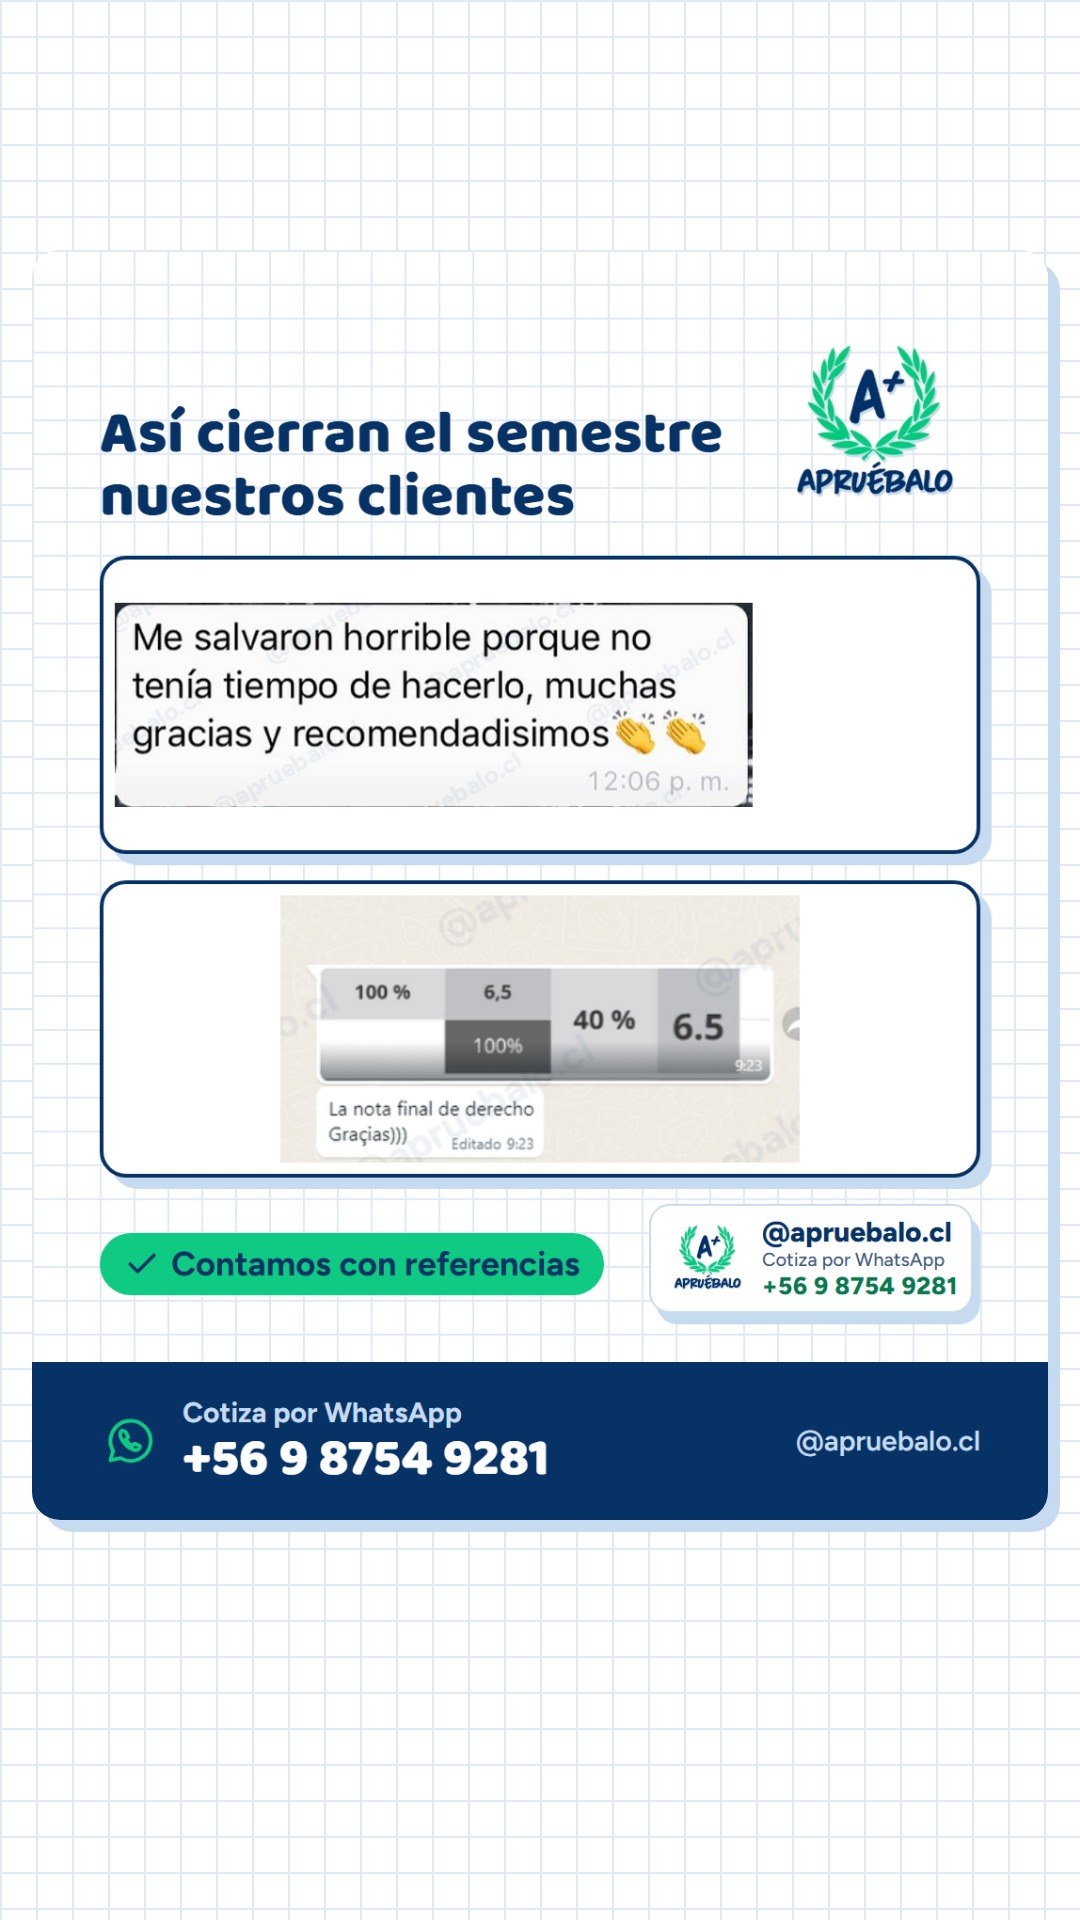 Así cierran el semestre
nuestros clientes
A+
APRUÉBALO
Me salvaron horrible porque no
tenía tiempo de hacerlo, muchas
gracias y recomendadisimos👏👏
12:06 p. m.
100 %
6,5
40 %
6.5
100%
9:23
La nota final de derecho
Graçias)))
Editado 9:23
✓ Contamos con referencias
A+
APRUÉBALO
@apruebalo.cl
Cotiza por WhatsApp
+56 9 8754 9281
Cotiza por WhatsApp
+56 9 8754 9281
@apruebalo.cl